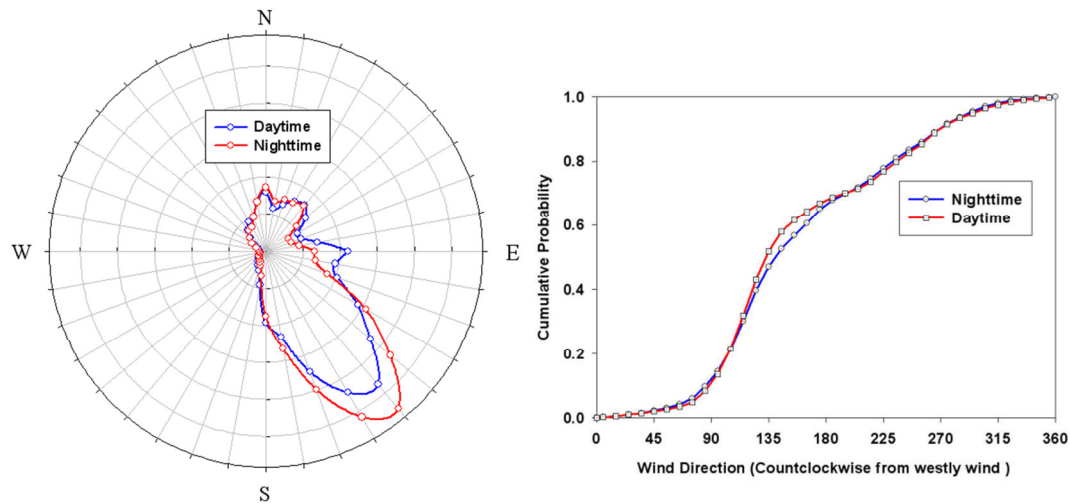 N
Daytime
Nighttime
W
E
S
1.0
0.8
0.6
0.4
0.2
0.0
Cumulative Probability
Nighttime
Daytime
0 45 90 135 180 225 270 315 360
Wind Direction (Countclockwise from westly wind )